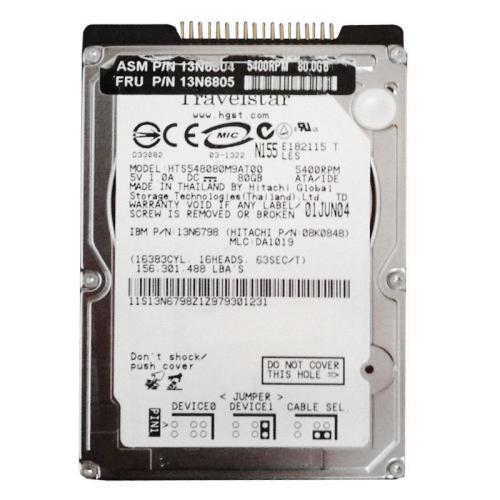 ASM P/N 13N6804 5400RPM 80.0GB
FRU P/N 13N6805
Travelstar
www.hgst.com
D33082
MIC
03-1322
N155 E182115 T
LES
MODEL:HTS548080M9AT00 5400RPM
5V 1.0A DC 80GB ATA/IDE
MADE IN THAILAND BY Hitachi Global
Storage Technologies(Thailand).Ltd TD
WARRANTY VOID IF ANY LABEL/
SCREW IS REMOVED OR BROKEN 01JUN04
IBM P/N:13N6798 (HITACHI P/N:08K0848)
MLC:DA1019
(16383CYL. 16HEADS. 63SEC/T)
156.301.488 LBA'S
11S13N6798Z1Z979301231
Don't shock/
push cover
DO NOT COVER
THIS HOLE
< JUMPER >
DEVICE0 DEVICE1 CABLE SEL.
PIN1